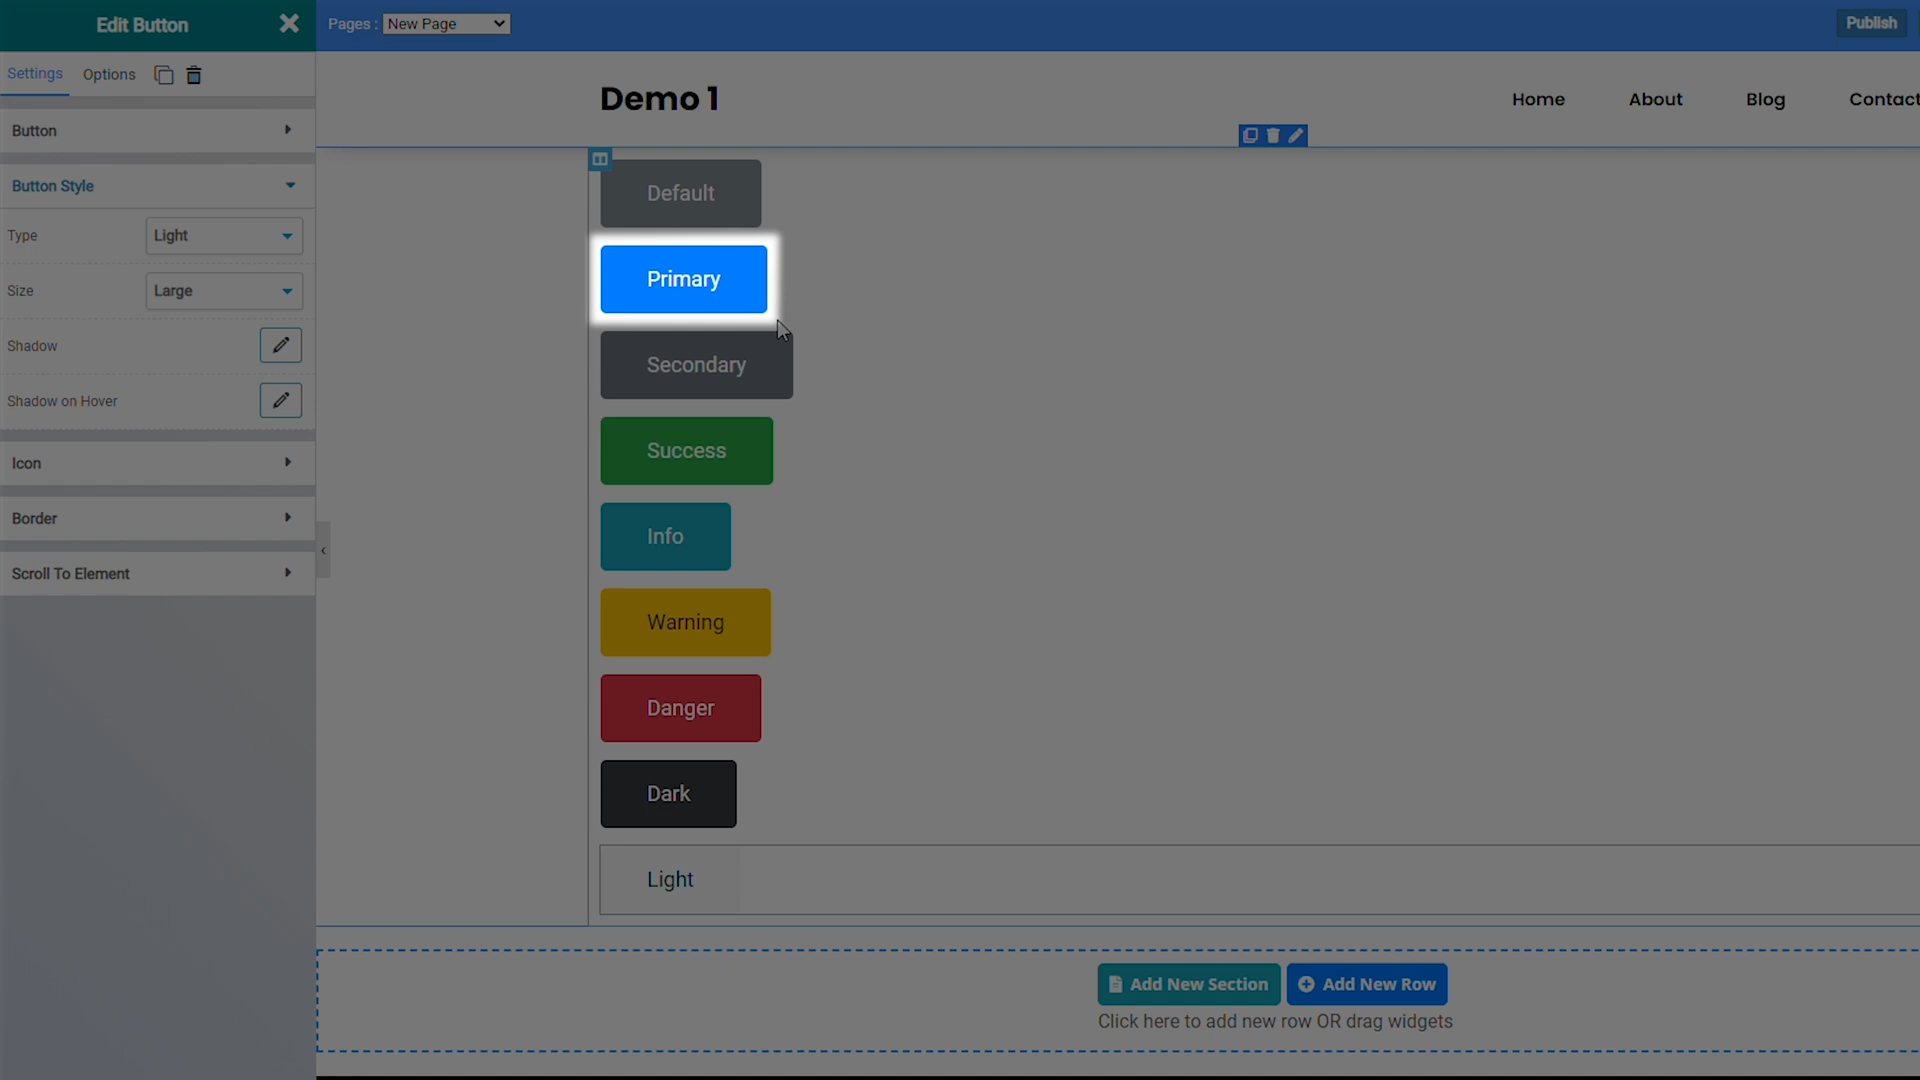 Edit Button
Pages : New Page
Publish
Settings Options
Button
Button Style
Type Light
Size Large
Shadow
Shadow on Hover
Icon
Border
Scroll To Element
Demo 1
Home About Blog Contact
Default
Primary
Secondary
Success
Info
Warning
Danger
Dark
Light
Add New Section Add New Row
Click here to add new row OR drag widgets